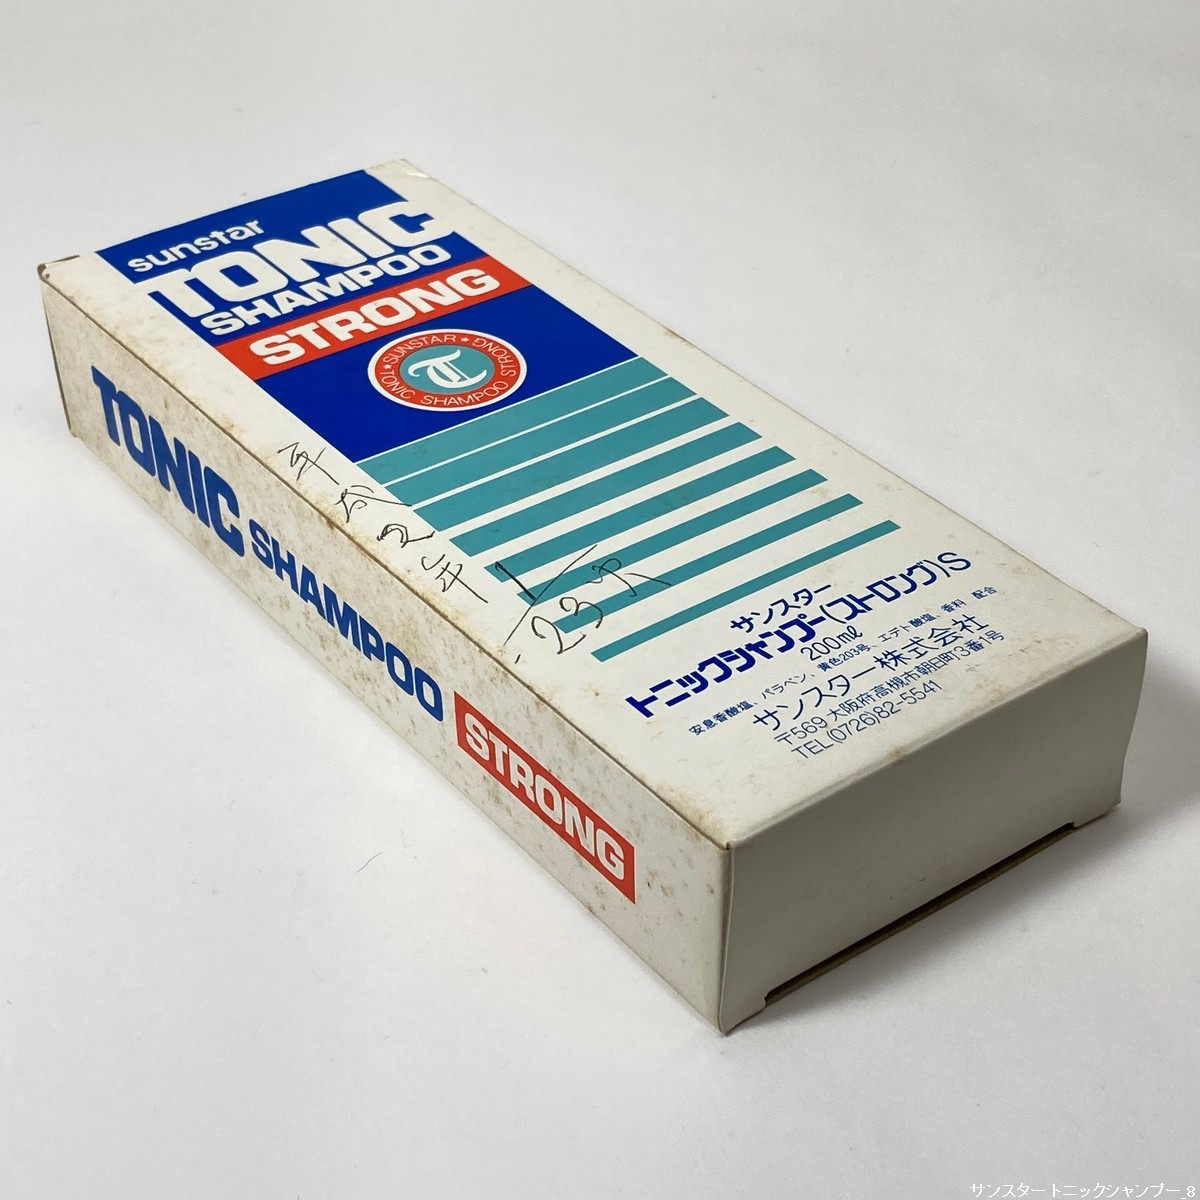 sunstar
TONIC
SHAMPOO
STRONG
★SUNSTAR★
TONIC SHAMPOO STRONG
T
TONIC SHAMPOO STRONG
平成2年
1
23
サンスター
トニックシャンプー(ストロング)S
200ml
安息香酸塩、パラベン、黄色203号、エデト酸塩 香料 配合
サンスター株式会社
〒569 大阪府高槻市朝日町3番1号
TEL(0726)82-5541
サンスタートニックシャンプー_8